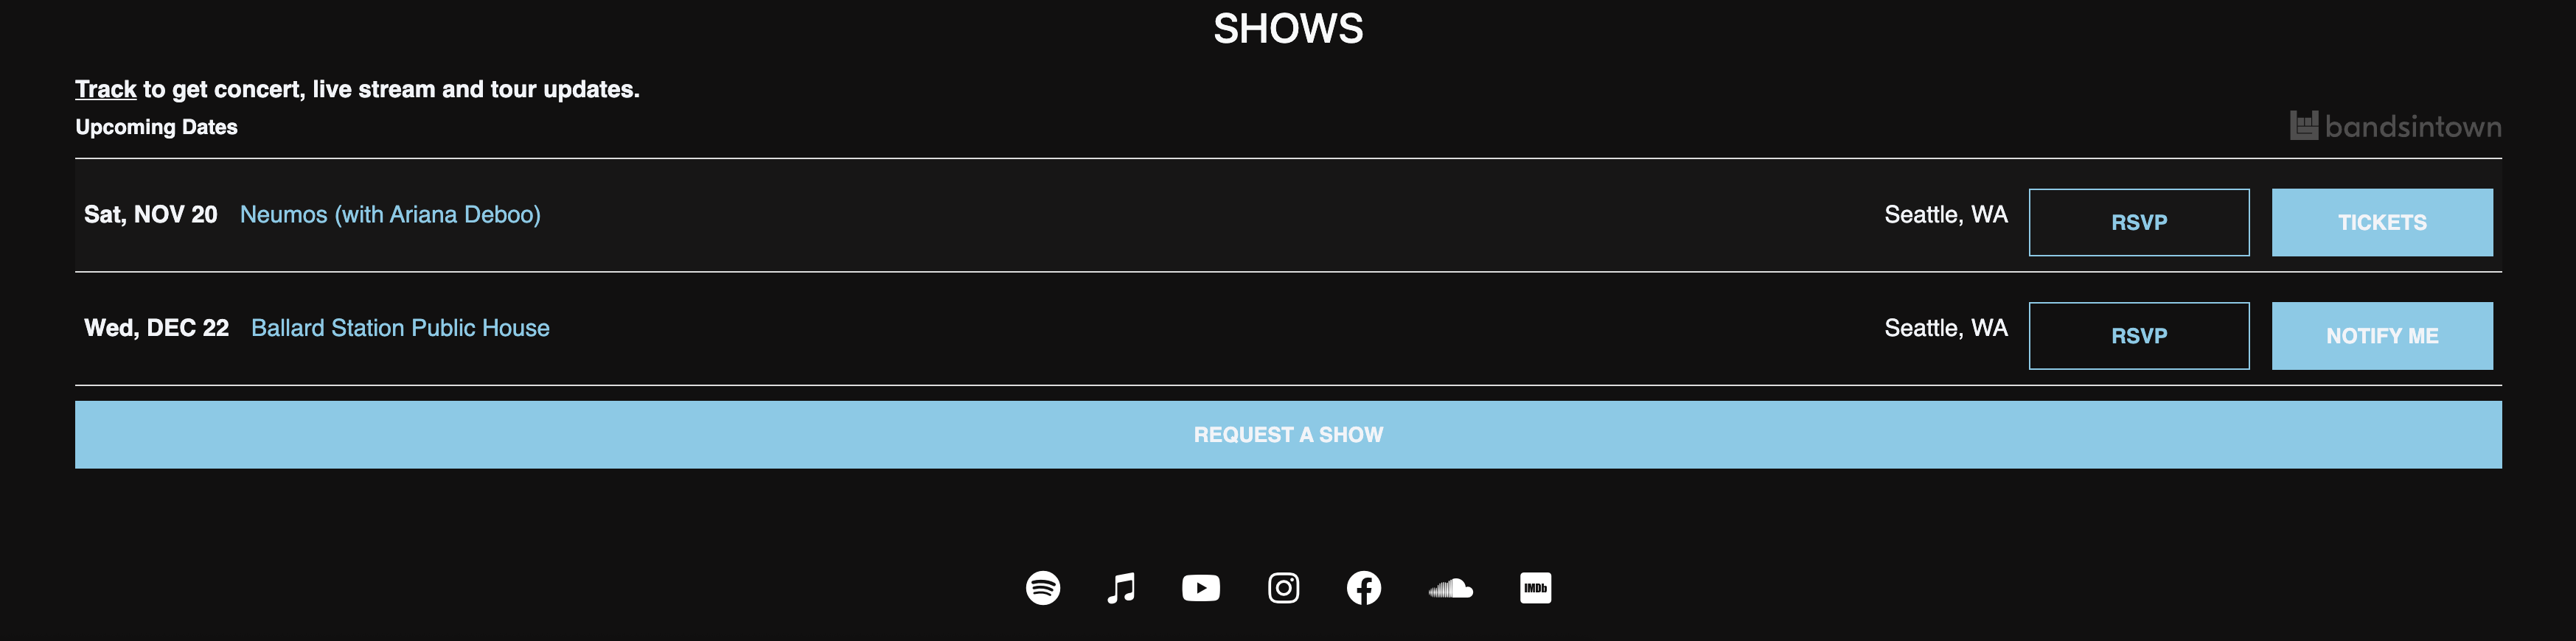 SHOWS
Track to get concert, live stream and tour updates.
Upcoming Dates
bandsintown
Sat, NOV 20 Neumos (with Ariana Deboo) Seattle, WA RSVP TICKETS
Wed, DEC 22 Ballard Station Public House Seattle, WA RSVP NOTIFY ME
REQUEST A SHOW
IMDb